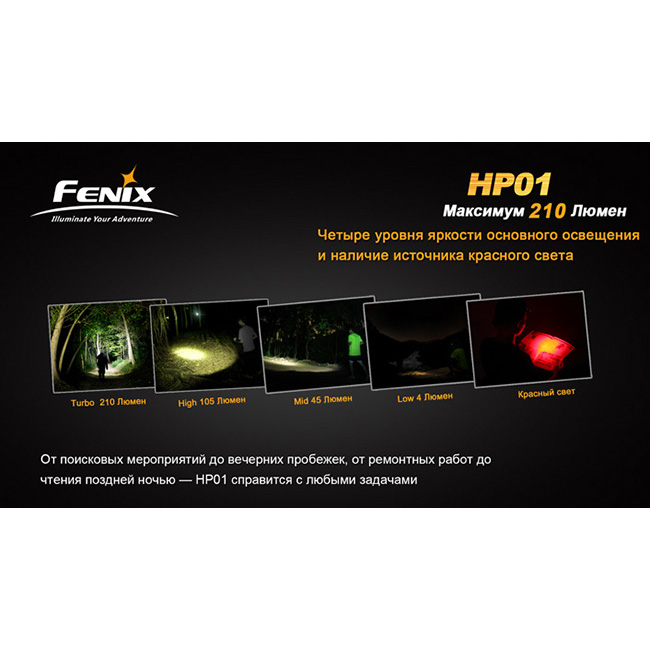 FENIX
Illuminate Your Adventure
HP01
Максимум 210 Люмен
Четыре уровня яркости основного освещения
и наличие источника красного света
Turbo 210 Люмен
High 105 Люмен
Mid 45 Люмен
Low 4 Люмен
Красный свет
От поисковых мероприятий до вечерних пробежек, от ремонтных работ до
чтения поздней ночью — HP01 справится с любыми задачами